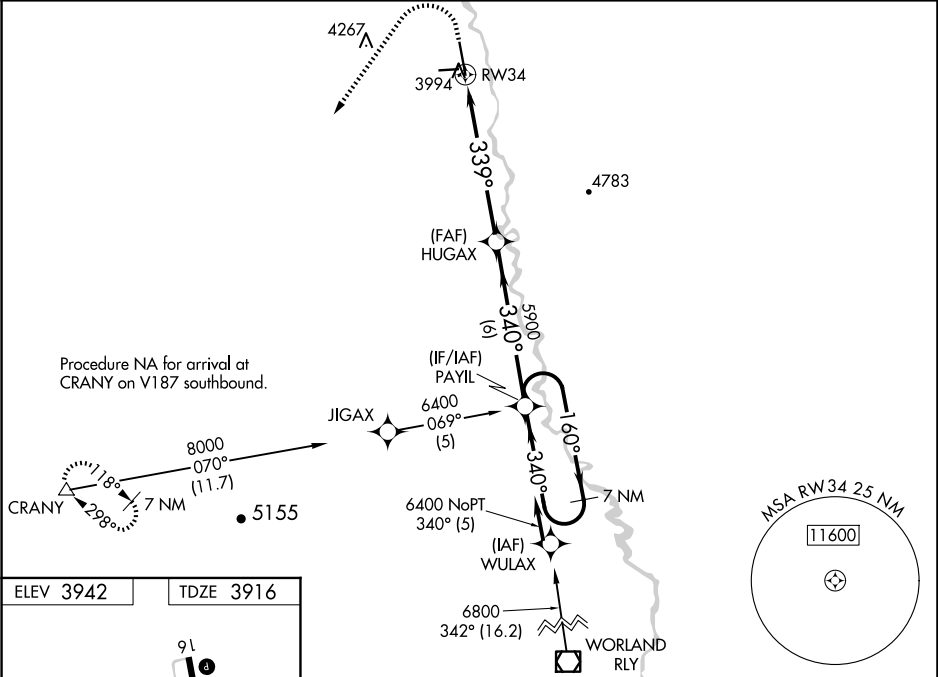 4267
3994
RW34
339°
4783
(FAF)
HUGAX
5900
340°
(6)
Procedure NA for arrival at
CRANY on V187 southbound.
(IF/IAF)
PAYIL
JIGAX
6400
069°
(5)
8000
070°
(11.7)
160°
340°
CRANY
118°
298°
7 NM
5155
7 NM
6400 NoPT
340° (5)
(IAF)
WULAX
MSA RW34 25 NM
11600
ELEV 3942
TDZE 3916
6800
342° (16.2)
WORLAND
RLY
16
P